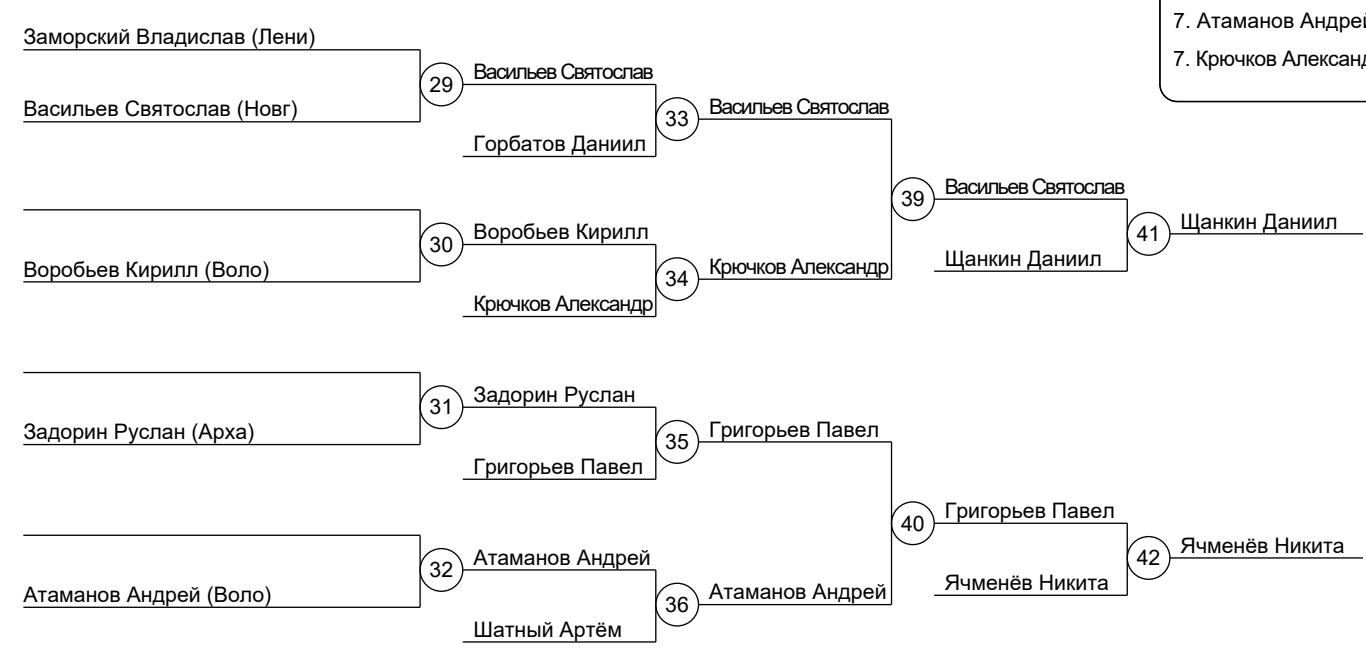 7. Атаманов Андрей
7. Крючков Александ
Заморский Владислав (Лени)
Васильев Святослав (Новг)
29
Васильев Святослав
Горбатов Даниил
33
Васильев Святослав
Воробьев Кирилл (Воло)
30
Воробьев Кирилл
Крючков Александр
34
Крючков Александр
39
Васильев Святослав
Щанкин Даниил
41
Щанкин Даниил
Задорин Руслан (Арха)
31
Задорин Руслан
Григорьев Павел
35
Григорьев Павел
Атаманов Андрей (Воло)
32
Атаманов Андрей
Шатный Артём
36
Атаманов Андрей
40
Григорьев Павел
Ячменёв Никита
42
Ячменёв Никита